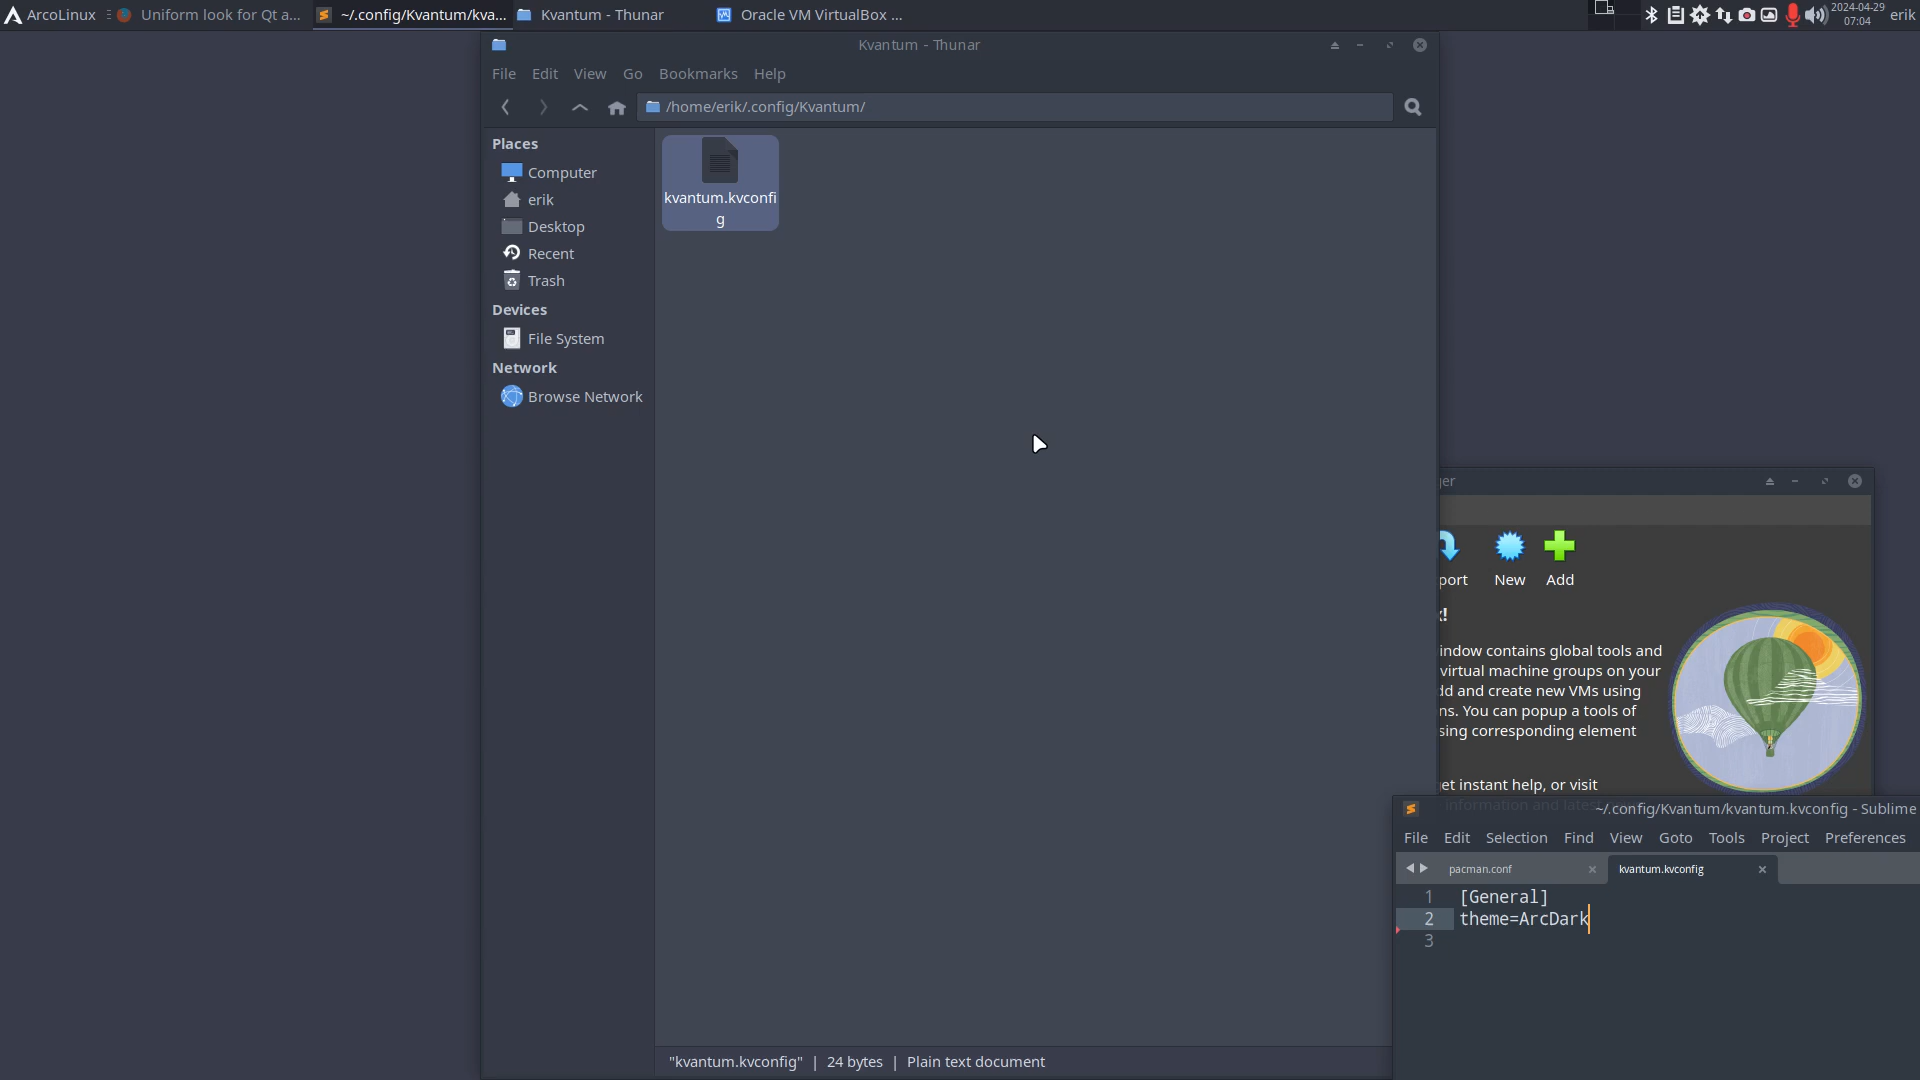 ArcoLinux
Uniform look for Qt a...
~/.config/Kvantum/kva...
Kvantum - Thunar
Oracle VM VirtualBox ...
2024-04-29
07:04
erik
Kvantum - Thunar
File Edit View Go Bookmarks Help
/home/erik/.config/Kvantum/
Places
Computer
erik
Desktop
Recent
Trash
Devices
File System
Network
Browse Network
kvantum.kvconfi
g
"kvantum.kvconfig" | 24 bytes | Plain text document
ger
port
New
Add
x!
indow contains global tools and
virtual machine groups on your
dd and create new VMs using
ns. You can popup a tools of
sing corresponding element
et instant help, or visit
information and latest
~/.config/Kvantum/kvantum.kvconfig - Sublime
File Edit Selection Find View Goto Tools Project Preferences
pacman.conf
kvantum.kvconfig
1 [General]
2 theme=ArcDark
3